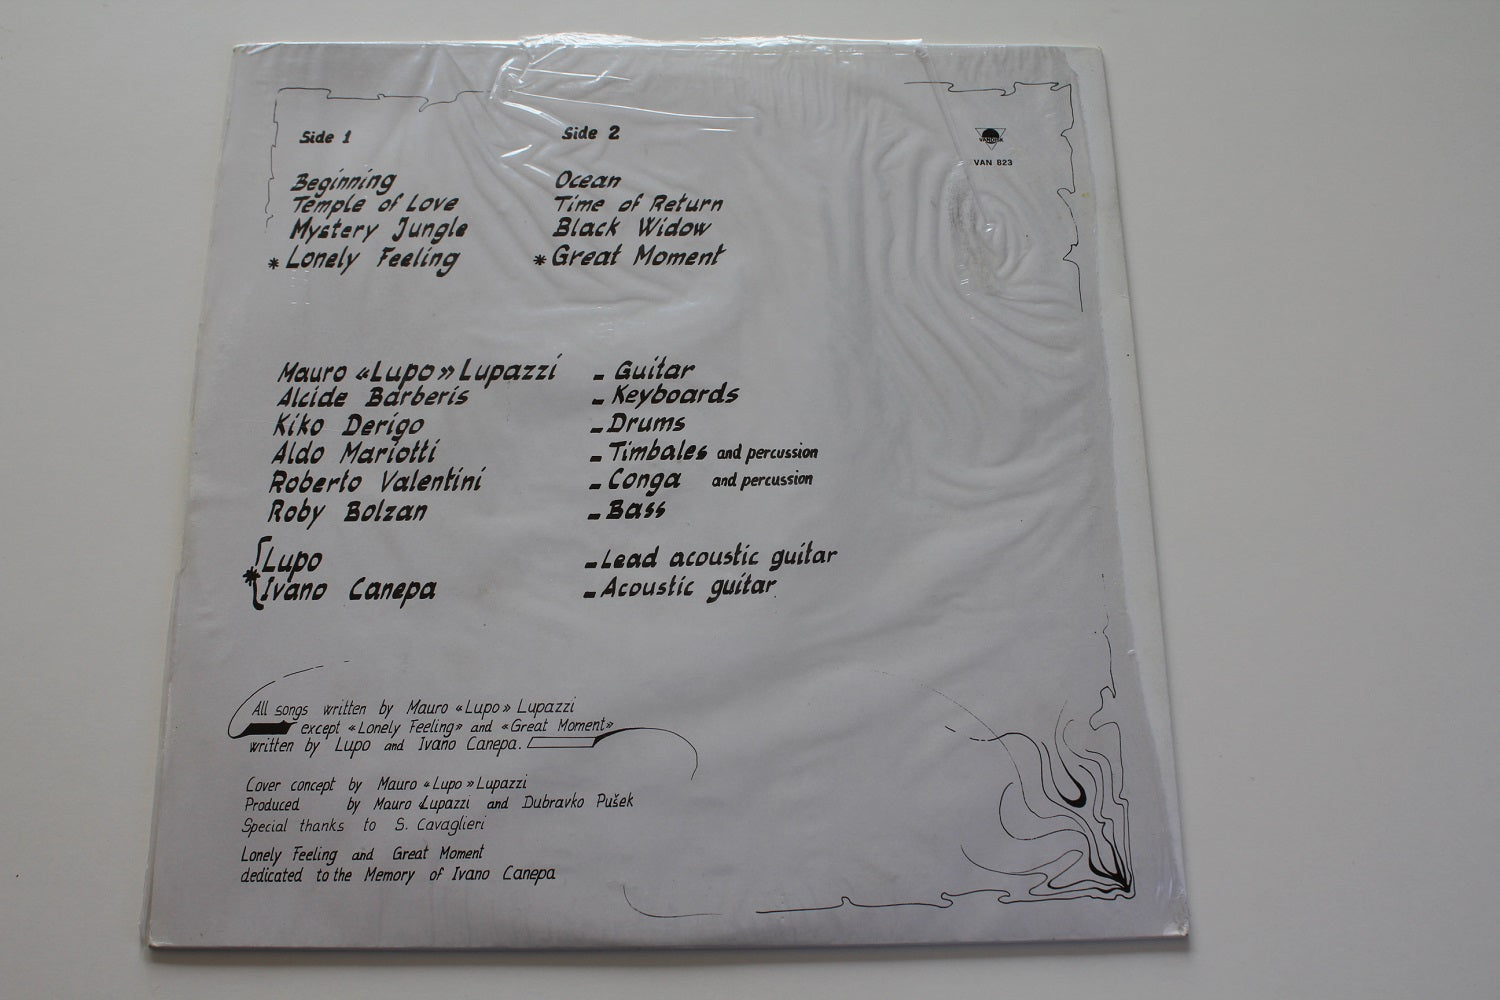 Side 1
Beginning
Temple of Love
Mystery Jungle
* Lonely Feeling
Side 2
Ocean
Time of Return
Black Widow
* Great Moment
VAN 823
Mauro «Lupo» Lupazzi - Guitar
Alcide Barberis - Keyboards
Kiko Derigo - Drums
Aldo Mariotti - Timbales and percussion
Roberto Valentini - Conga and percussion
Roby Bolzan - Bass
Lupo - Lead acoustic guitar
* Ivano Canepa - Acoustic guitar
All songs written by Mauro «Lupo» Lupazzi
except «Lonely Feeling» and «Great Moment»
written by Lupo and Ivano Canepa.
Cover concept by Mauro «Lupo» Lupazzi
Produced by Mauro Lupazzi and Dubravko Pušek
Special thanks to S. Cavaglieri
Lonely Feeling and Great Moment
dedicated to the Memory of Ivano Canepa